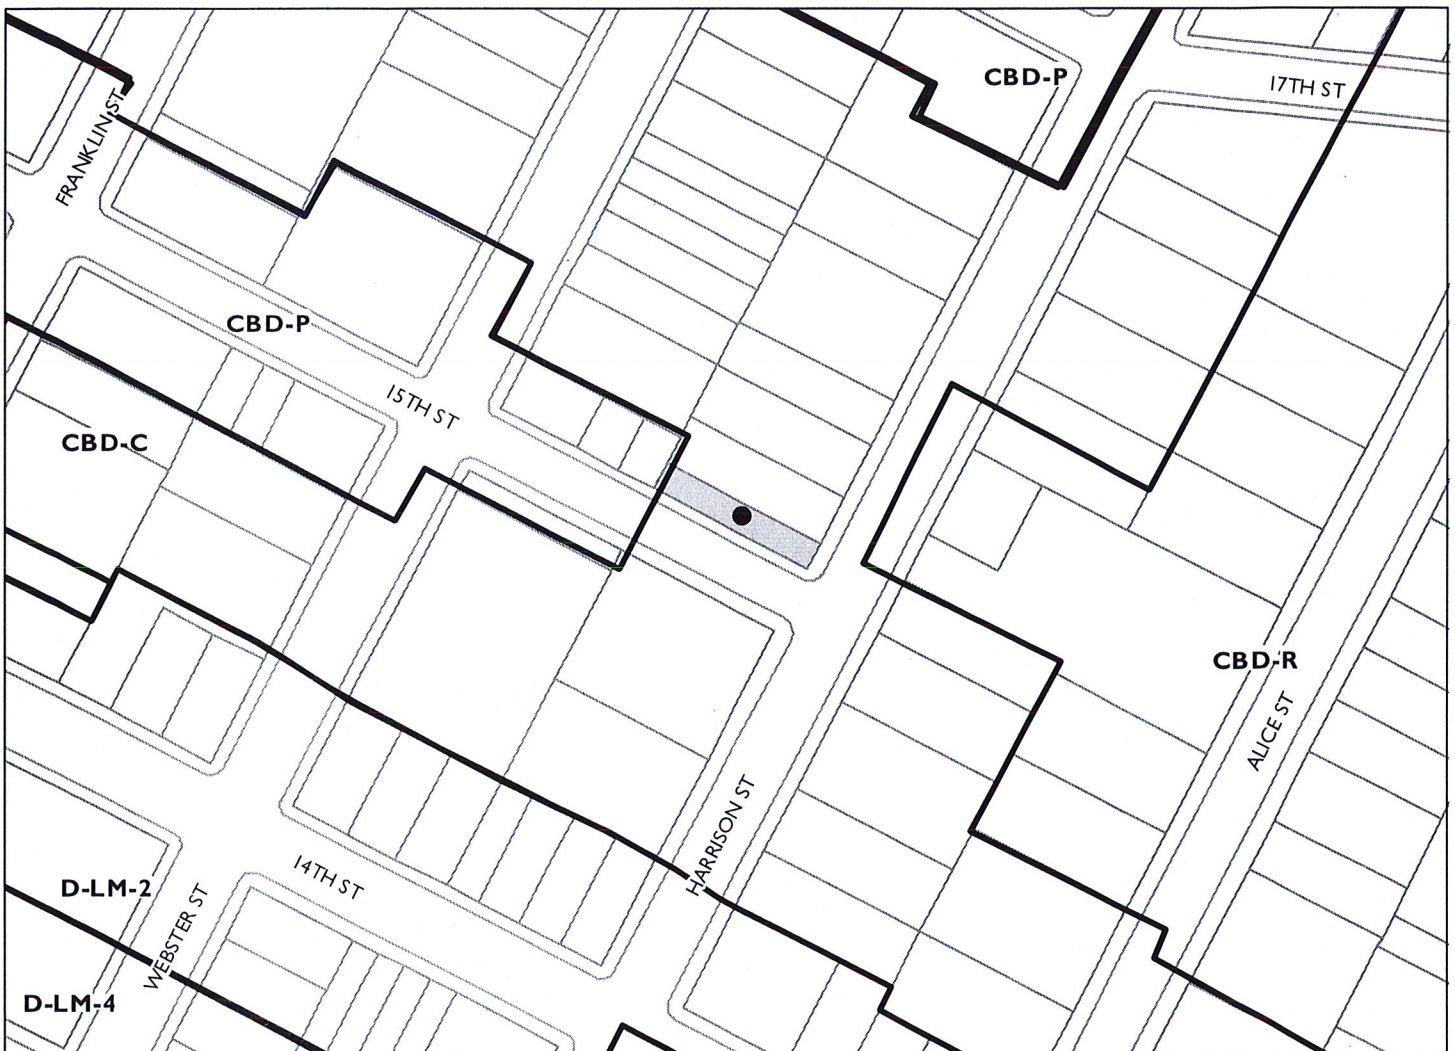 CBD-P
17TH ST
FRANKLIN ST
CBD-P
15TH ST
CBD-C
CBD-R
ALICE ST
HARRISON ST
14TH ST
D-LM-2
WEBSTER ST
D-LM-4